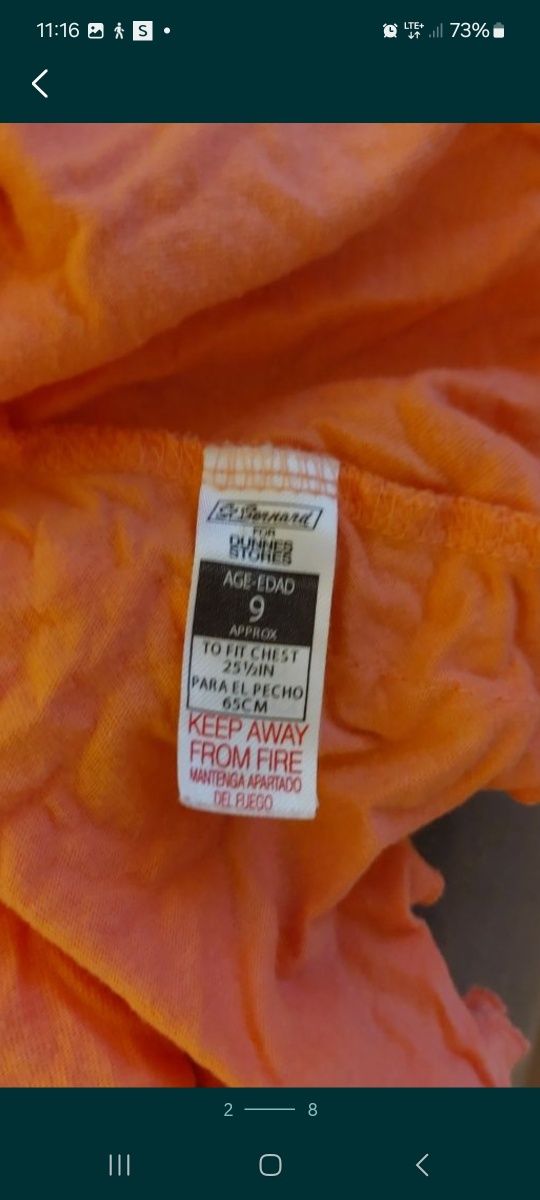 11:16 S
LTE+ 73%
St Bernard
FOR
DUNNES
STORES
AGE-EDAD
9
APPROX
TO FIT CHEST
25½IN
PARA EL PECHO
65CM
KEEP AWAY
FROM FIRE
MANTENGA APARTADO
DEL FUEGO
2 8